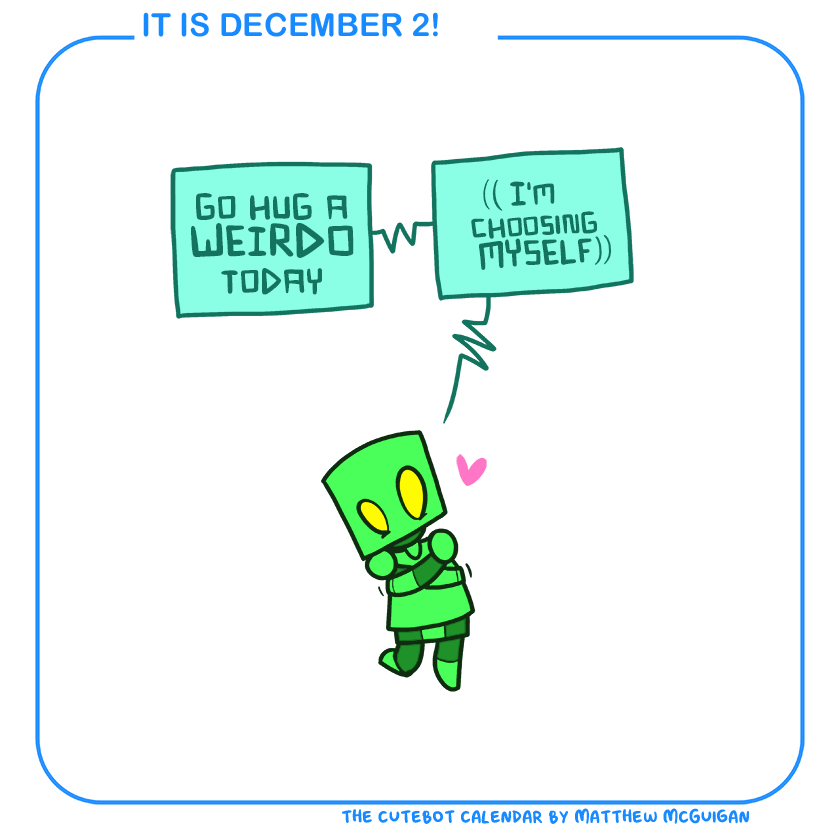 IT IS DECEMBER 2!
GO HUG A
WEIRDO
TODAY
((I'M
CHOOSING
MYSELF))
THE CUTEBOT CALENDAR BY MATTHEW MCGUIGAN